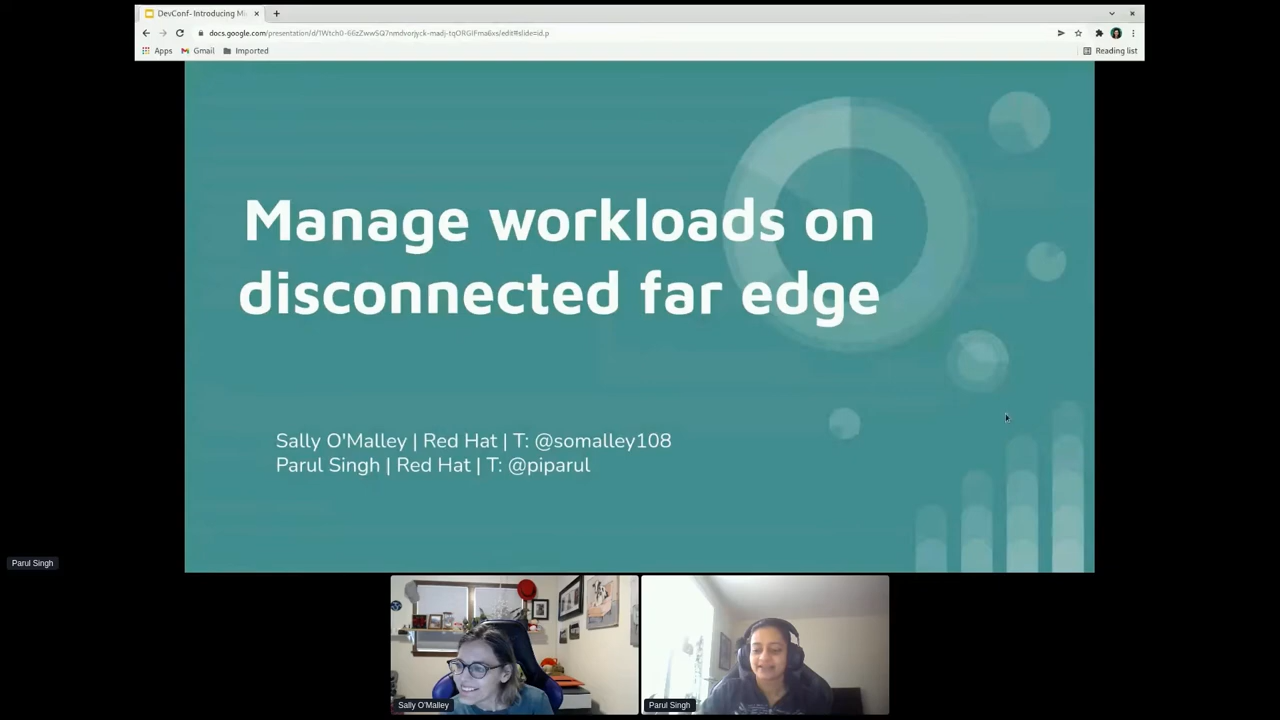 DevConf- Introducing Mi
docs.google.com/presentation/d/
Apps
Gmail
Imported
Reading list
Manage workloads on
disconnected far edge
Sally O'Malley | Red Hat | T: @somalley108
Parul Singh | Red Hat | T: @piparul
Parul Singh
Sally O'Malley
Parul Singh